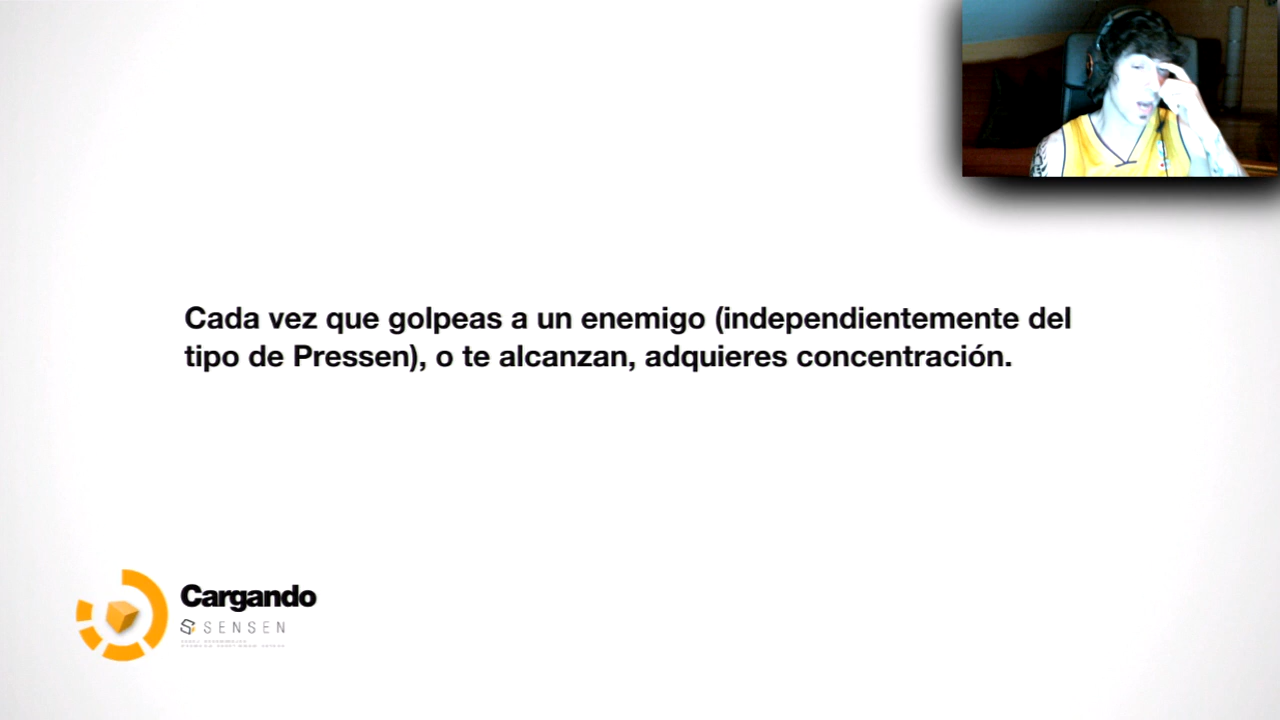 Cada vez que golpeas a un enemigo (independientemente del
tipo de Pressen), o te alcanzan, adquieres concentración.
Cargando
SENSEN